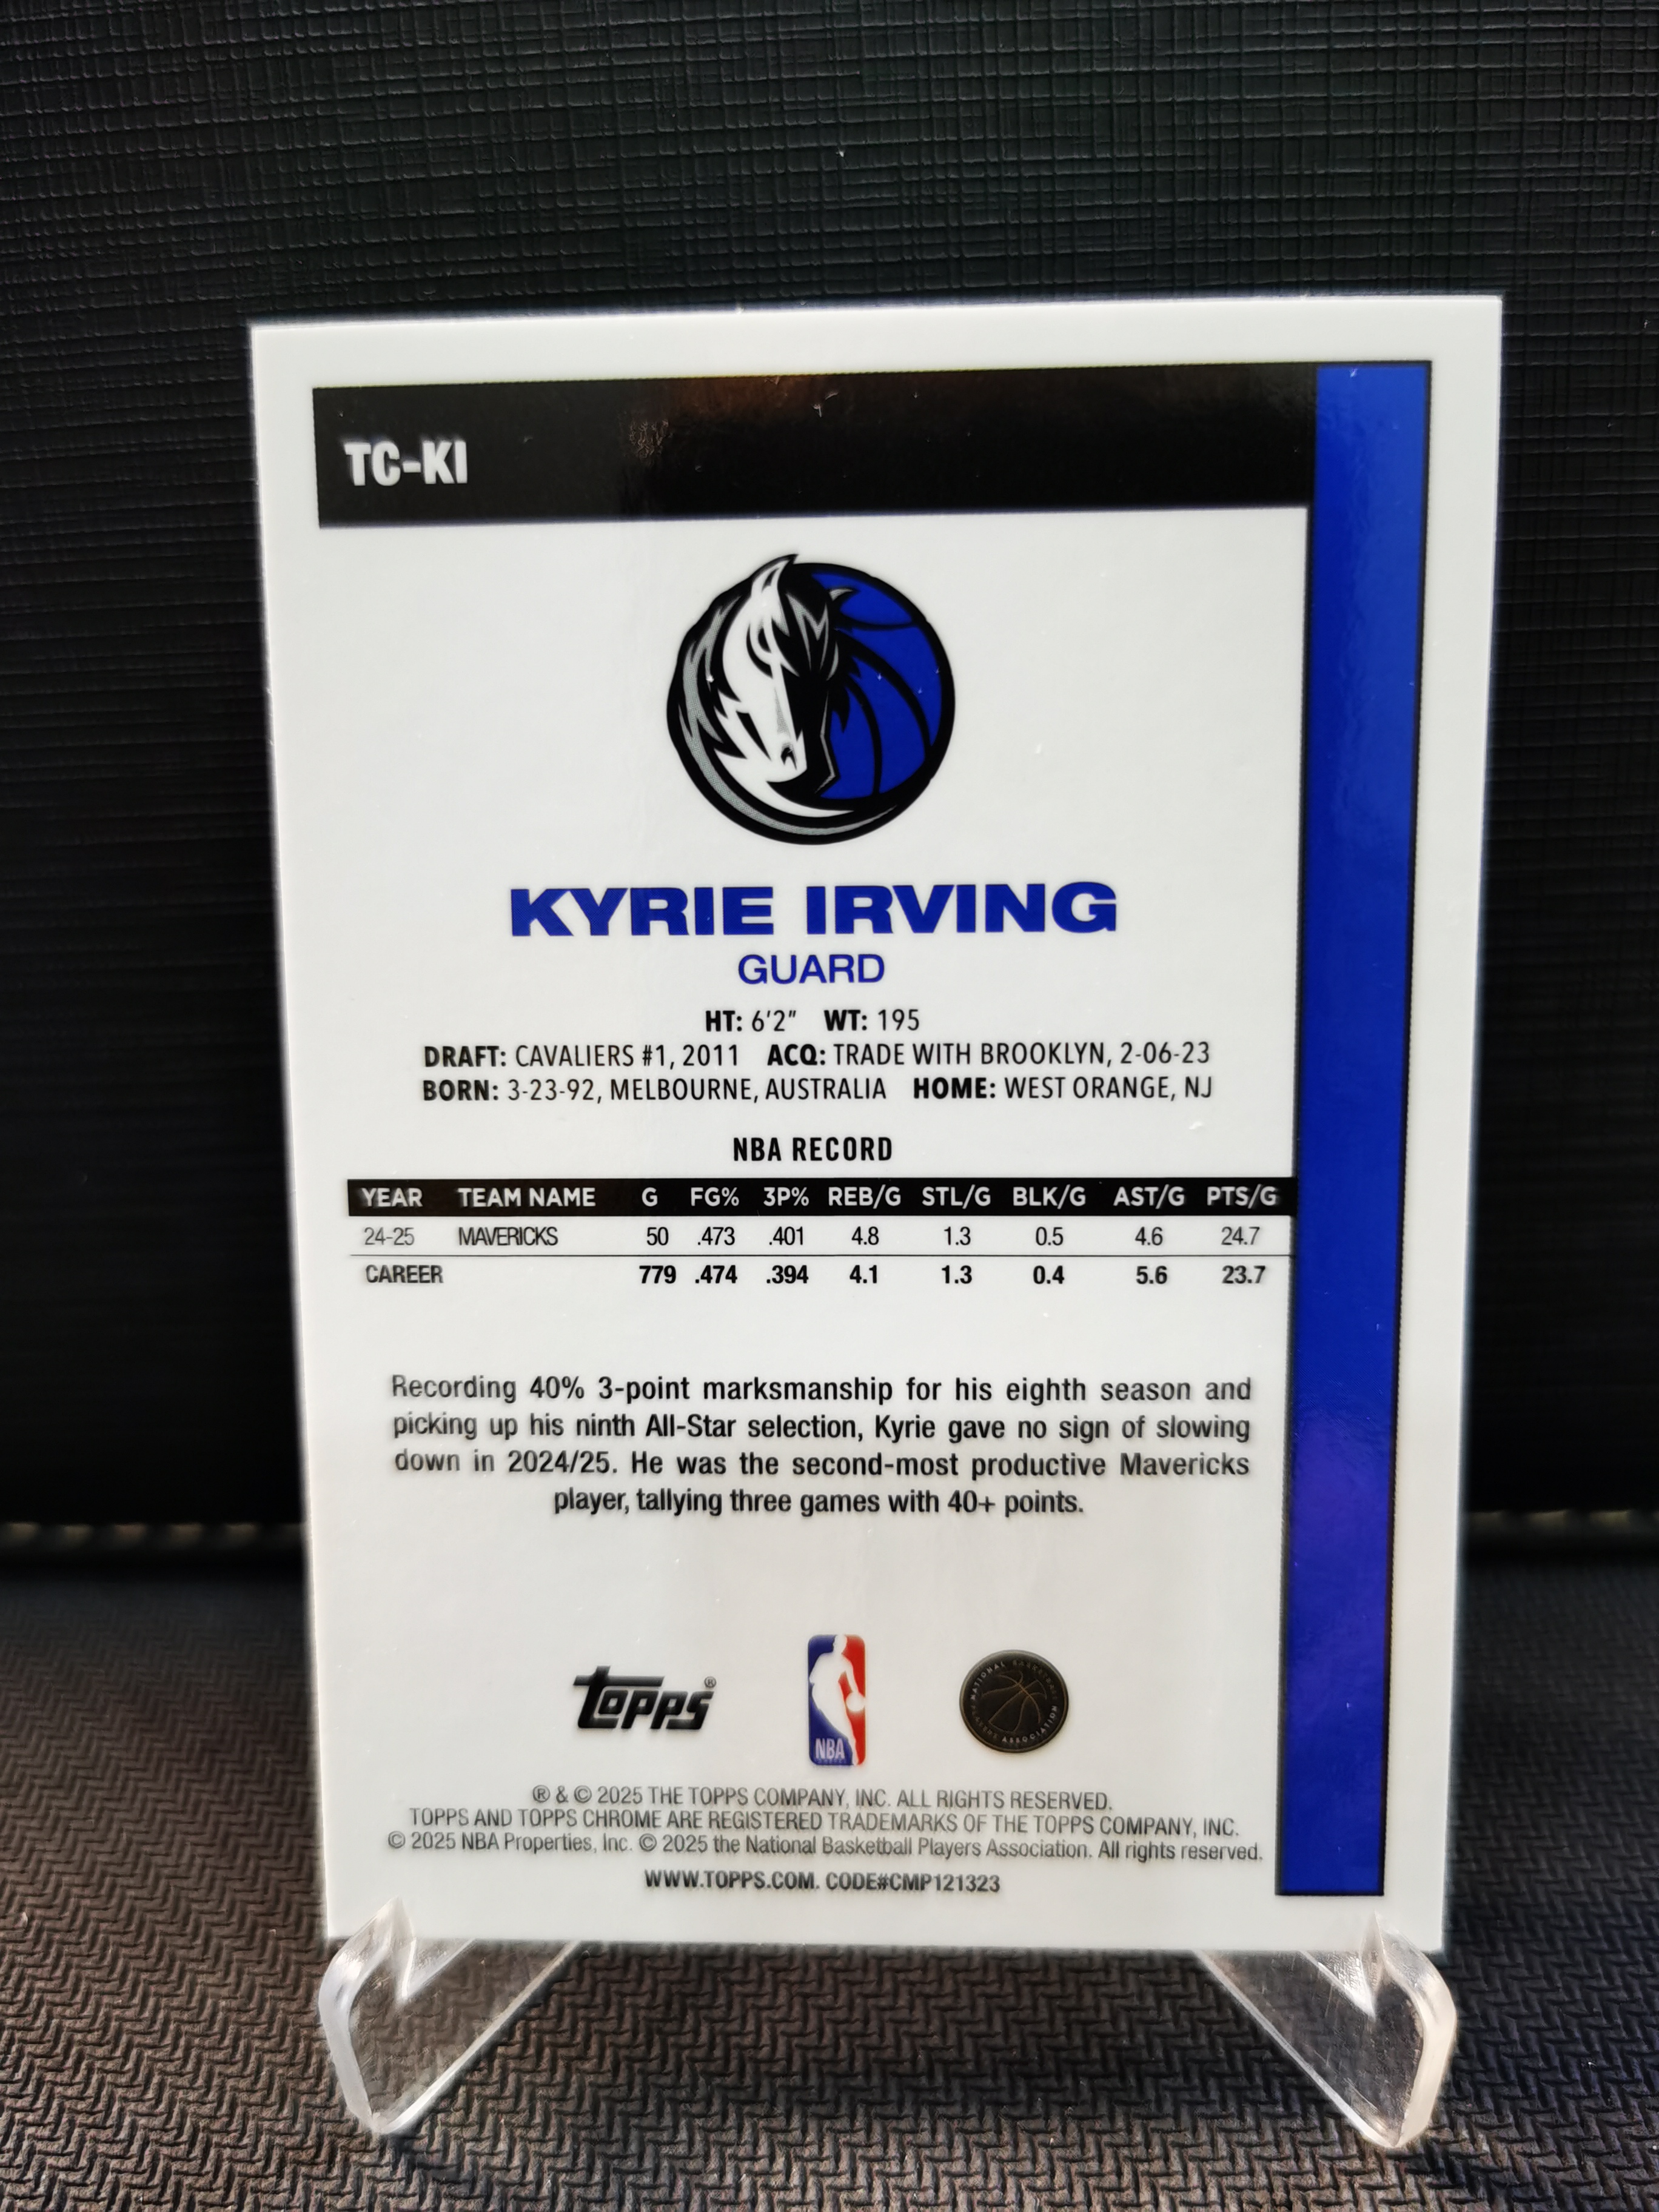 TC-KI
KYRIE IRVING
GUARD
HT: 6'2" WT: 195
DRAFT: CAVALIERS #1, 2011 ACQ: TRADE WITH BROOKLYN, 2-06-23
BORN: 3-23-92, MELBOURNE, AUSTRALIA HOME: WEST ORANGE, NJ
NBA RECORD
YEAR TEAM NAME G FG% 3P% REB/G STL/G BLK/G AST/G PTS/G
24-25 MAVERICKS 50 .473 .401 4.8 1.3 0.5 4.6 24.7
CAREER 779 .474 .394 4.1 1.3 0.4 5.6 23.7
Recording 40% 3-point marksmanship for his eighth season and
picking up his ninth All-Star selection, Kyrie gave no sign of slowing
down in 2024/25. He was the second-most productive Mavericks
player, tallying three games with 40+ points.
topps®
NBA
NATIONAL BASKETBALL PLAYERS ASSOCIATION
® & © 2025 THE TOPPS COMPANY, INC. ALL RIGHTS RESERVED.
TOPPS AND TOPPS CHROME ARE REGISTERED TRADEMARKS OF THE TOPPS COMPANY, INC.
© 2025 NBA Properties, Inc. © 2025 the National Basketball Players Association. All rights reserved.
WWW.TOPPS.COM. CODE#CMP121323